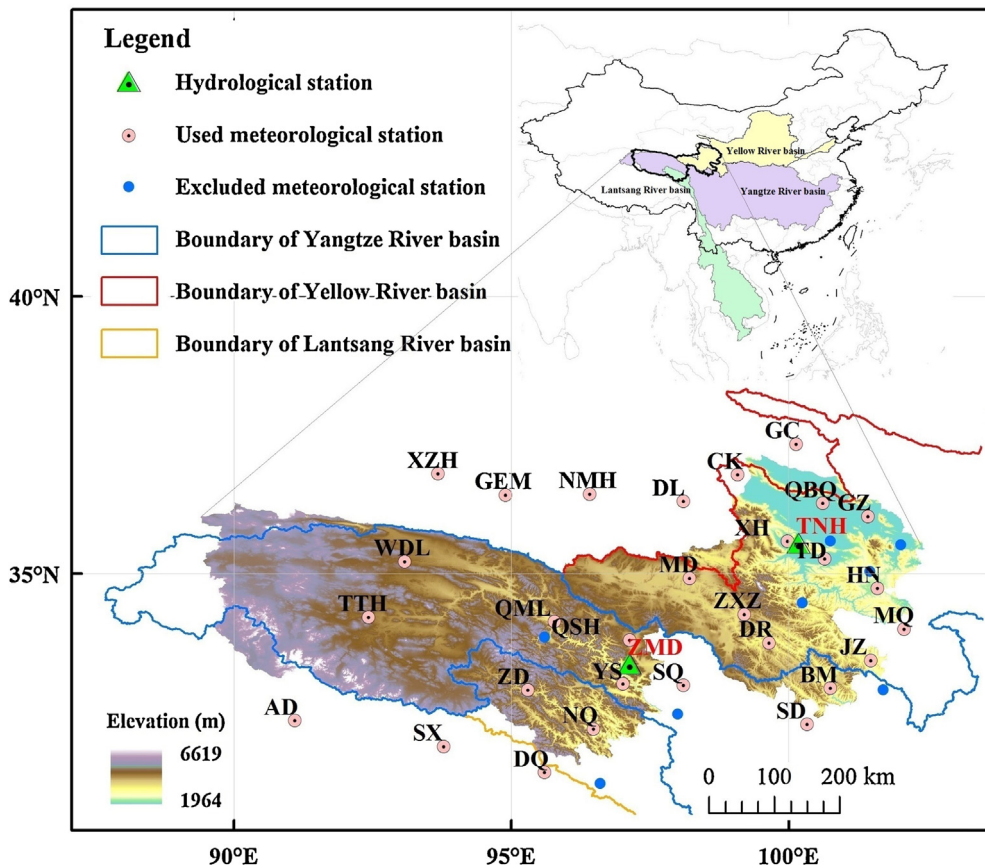 Legend
Hydrological station
Used meteorological station
Excluded meteorological station
Boundary of Yangtze River basin
Boundary of Yellow River basin
Boundary of Lantsang River basin
Yellow River basin
Lantsang River basin
Yangtze River basin
40°N
35°N
GC
XZH
GEM
NMH
DL
CK
QBQ
GZ
XH
TNH
TD
WDL
MD
HN
TTH
QML
QSH
ZXZ
MQ
DR
ZMD
JZ
ZD
YS
SQ
BM
AD
NQ
SD
SX
DQ
Elevation (m)
6619
1964
0 100 200 km
90°E
95°E
100°E